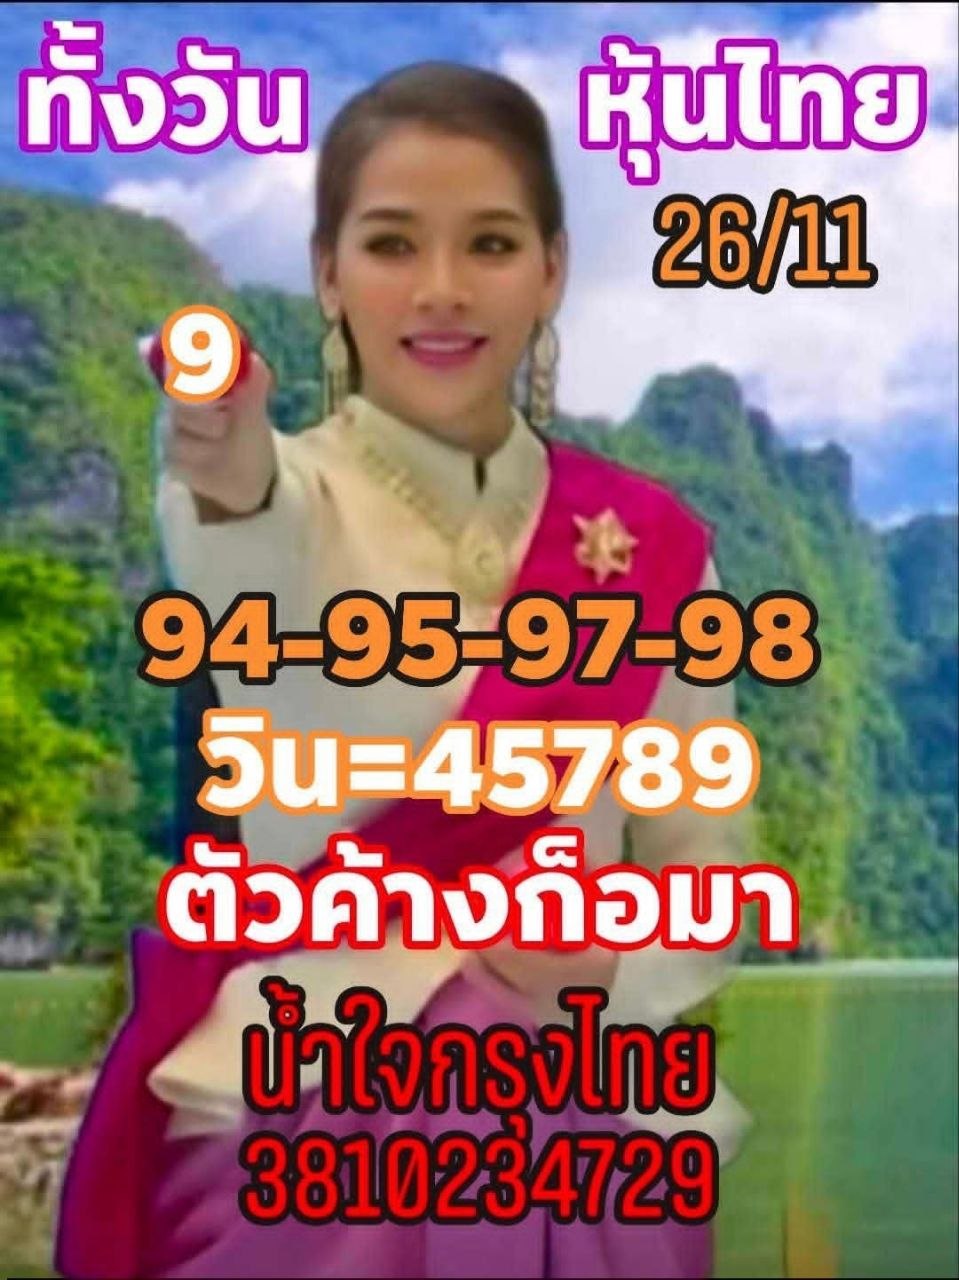 ทั้งวัน หุ้นไทย
26/11
9
94-95-97-98
วิน=45789
ตัวค้างก็อมา
น้ำใจกรุงไทย
3810234729